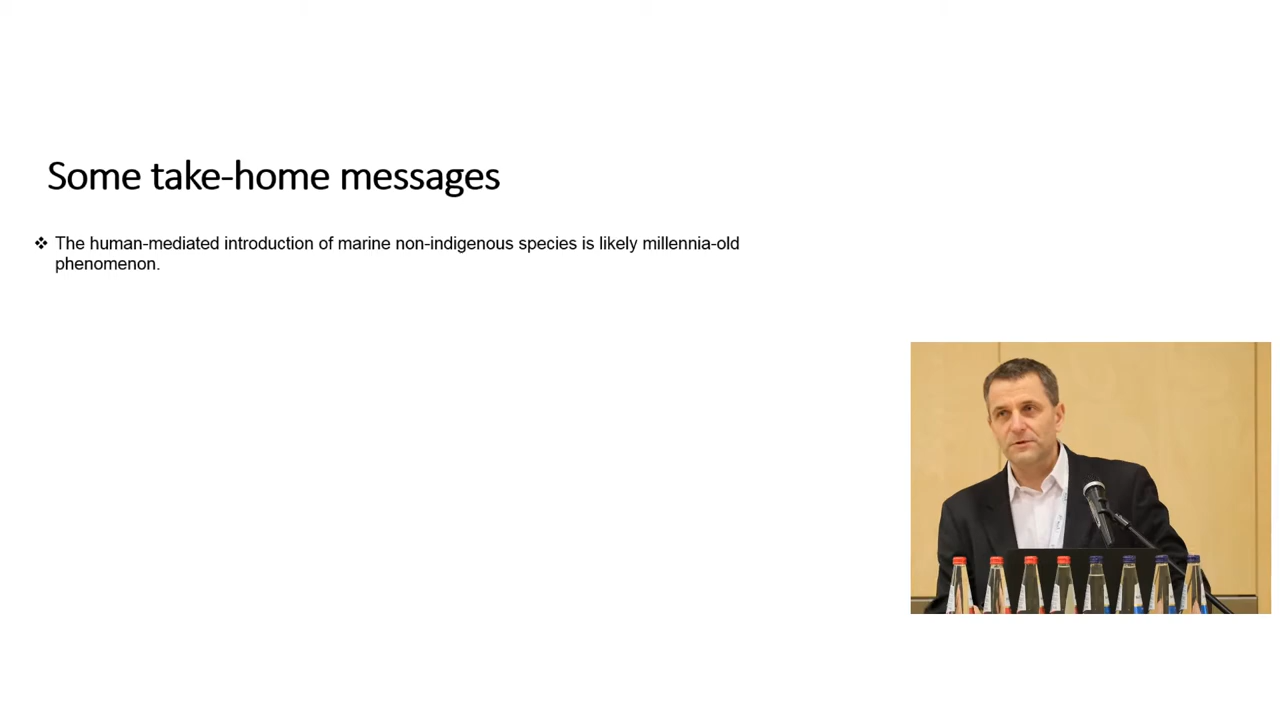 Some take-home messages
❖ The human-mediated introduction of marine non-indigenous species is likely millennia-old
phenomenon.